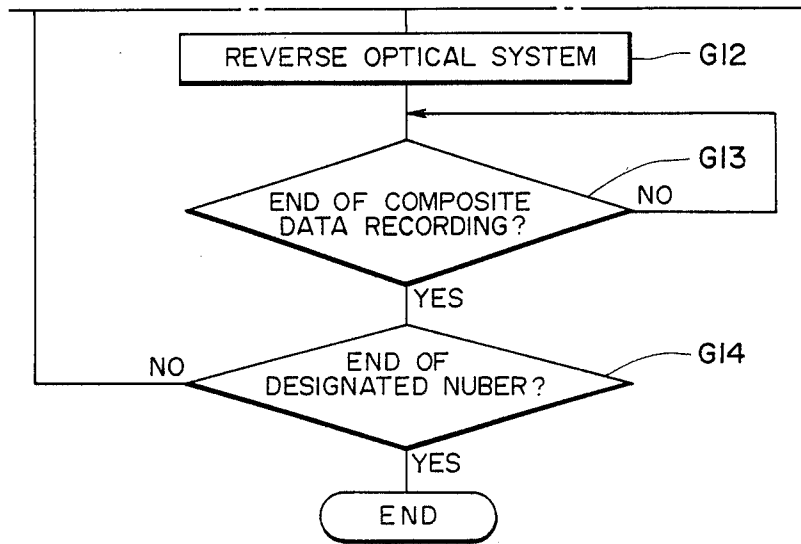 REVERSE OPTICAL SYSTEM
G12
G13
END OF COMPOSITE
DATA RECORDING?
NO
YES
G14
NO
END OF
DESIGNATED NUBER?
YES
END